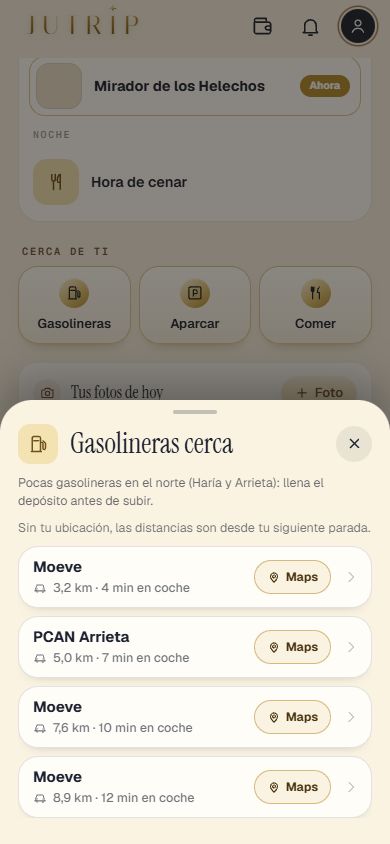 JUTRIP
Mirador de los Helechos
Ahora
NOCHE
Hora de cenar
CERCA DE TI
Gasolineras
Aparcar
Comer
Tus fotos de hoy
+ Foto
Gasolineras cerca
Pocas gasolineras en el norte (Haría y Arrieta): llena el
depósito antes de subir.
Sin tu ubicación, las distancias son desde tu siguiente parada.
Moeve
3,2 km · 4 min en coche
Maps
PCAN Arrieta
5,0 km · 7 min en coche
Maps
Moeve
7,6 km · 10 min en coche
Maps
Moeve
8,9 km · 12 min en coche
Maps